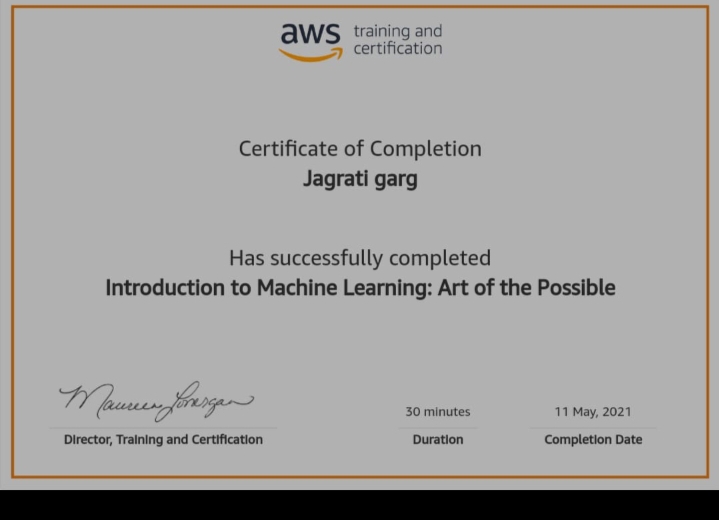 aws training and
certification
Certificate of Completion
Jagrati garg
Has successfully completed
Introduction to Machine Learning: Art of the Possible
Maureen Lonergan
30 minutes
11 May, 2021
Director, Training and Certification
Duration
Completion Date